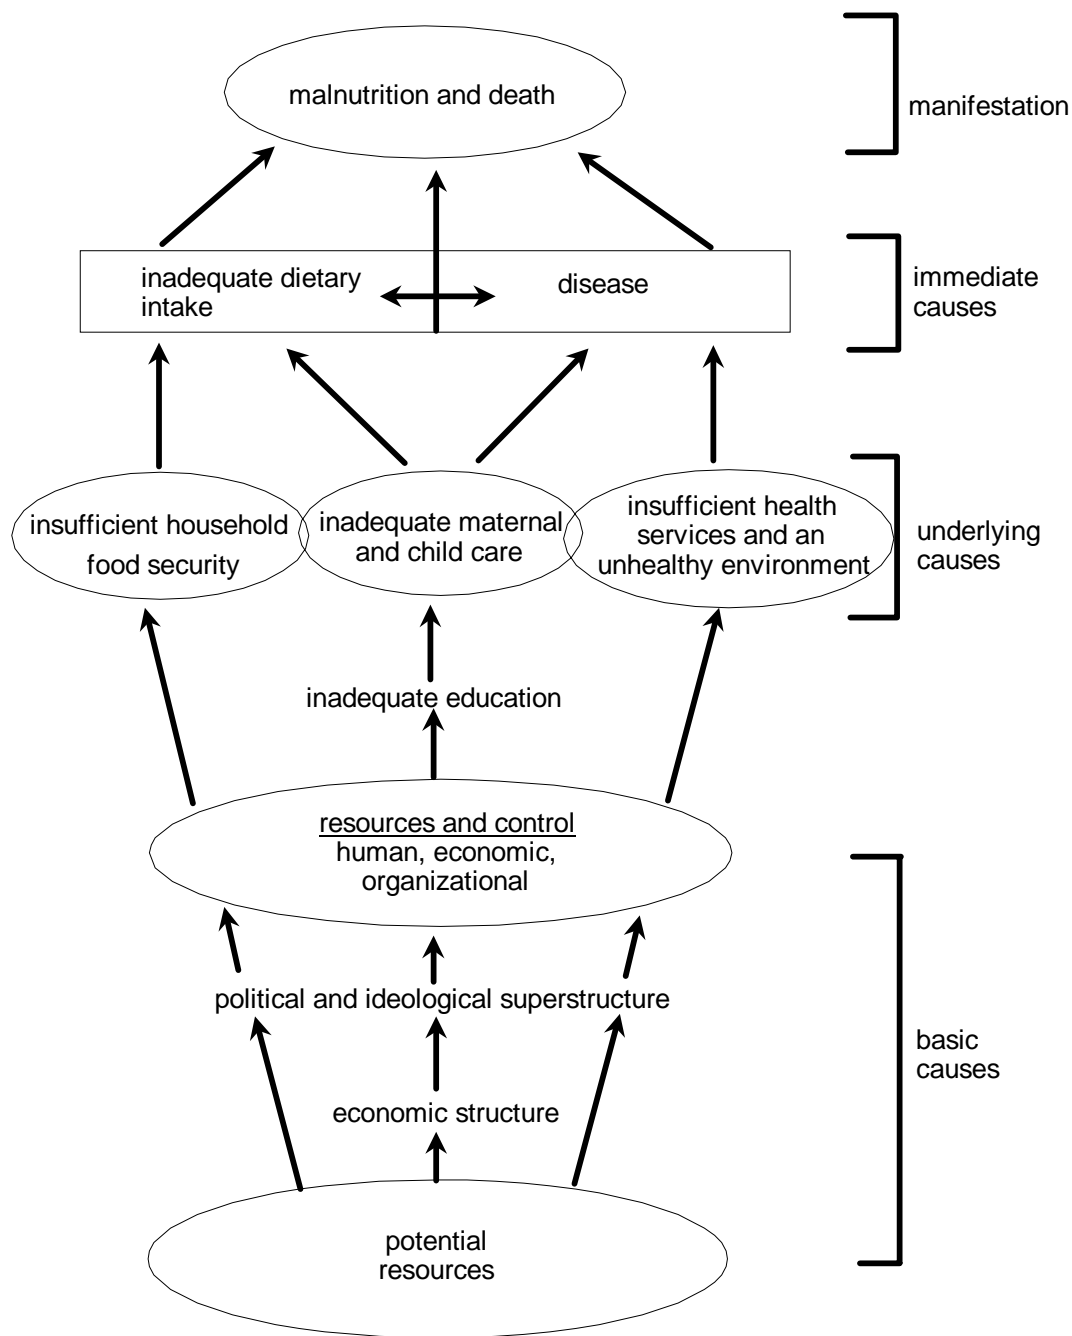 malnutrition and death
manifestation
inadequate dietary
intake
disease
immediate
causes
insufficient household
food security
inadequate maternal
and child care
insufficient health
services and an
unhealthy environment
underlying
causes
inadequate education
resources and control
human, economic,
organizational
political and ideological superstructure
basic
causes
economic structure
potential
resources